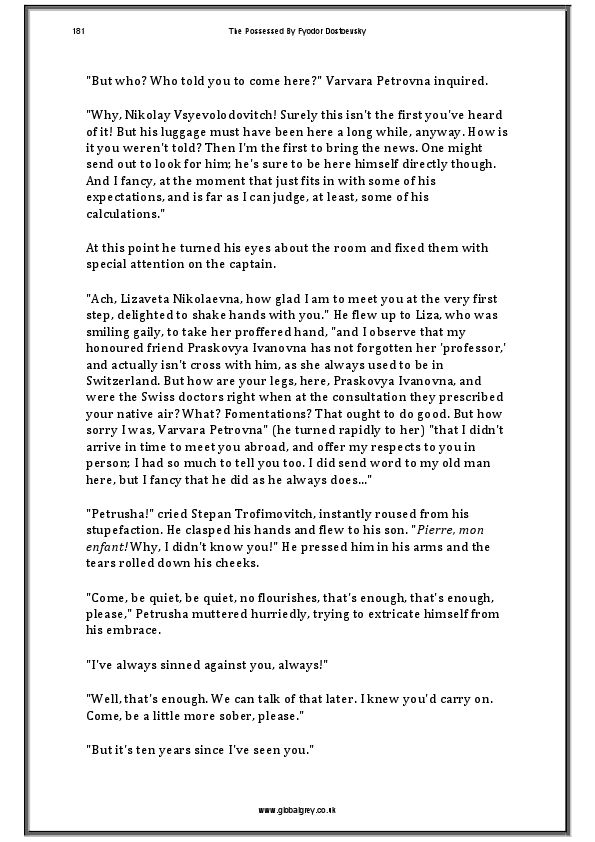 181
The Possessed By Fyodor Dostoevsky
"But who? Who told you to come here?" Varvara Petrovna inquired.
"Why, Nikolay Vsyevolodovitch! Surely this isn't the first you've heard
of it! But his luggage must have been here a long while, anyway. How is
it you weren't told? Then I'm the first to bring the news. One might
send out to look for him; he's sure to be here himself directly though.
And I fancy, at the moment that just fits in with some of his
expectations, and is far as I can judge, at least, some of his
calculations."
At this point he turned his eyes about the room and fixed them with
special attention on the captain.
"Ach, Lizaveta Nikolaevna, how glad I am to meet you at the very first
step, delighted to shake hands with you." He flew up to Liza, who was
smiling gaily, to take her proffered hand, "and I observe that my
honoured friend Praskovya Ivanovna has not forgotten her 'professor,'
and actually isn't cross with him, as she always used to be in
Switzerland. But how are your legs, here, Praskovya Ivanovna, and
were the Swiss doctors right when at the consultation they prescribed
your native air? What? Fomentations? That ought to do good. But how
sorry I was, Varvara Petrovna" (he turned rapidly to her) "that I didn't
arrive in time to meet you abroad, and offer my respects to you in
person; I had so much to tell you too. I did send word to my old man
here, but I fancy that he did as he always does..."
"Petrusha!" cried Stepan Trofimovitch, instantly roused from his
stupefaction. He clasped his hands and flew to his son. "Pierre, mon
enfant! Why, I didn't know you!" He pressed him in his arms and the
tears rolled down his cheeks.
"Come, be quiet, be quiet, no flourishes, that's enough, that's enough,
please," Petrusha muttered hurriedly, trying to extricate himself from
his embrace.
"I've always sinned against you, always!"
"Well, that's enough. We can talk of that later. I knew you'd carry on.
Come, be a little more sober, please."
"But it's ten years since I've seen you."
www.globalgrey.co.uk